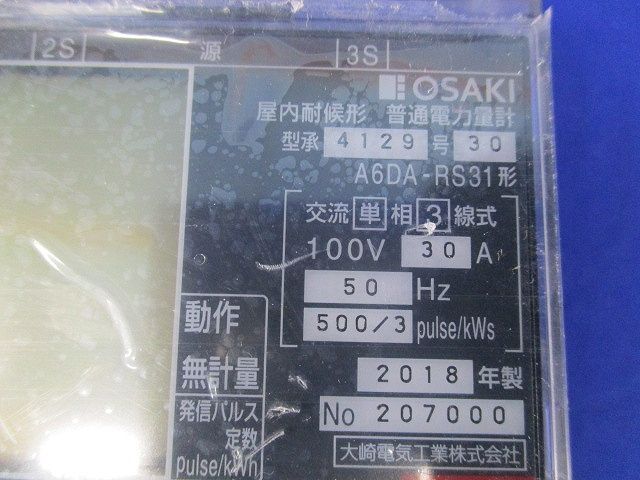 2S 源 3S
OSAKI
屋内耐候形 普通電力量計
型承 4129 号 30
A6DA-RS31形
交流 単 相 3 線式
100V 30 A
50 Hz
500/3 pulse/kWs
動作
無計量
2018 年製
発信パルス
定数
pulse/kWh
No 207000
大崎電気工業株式会社